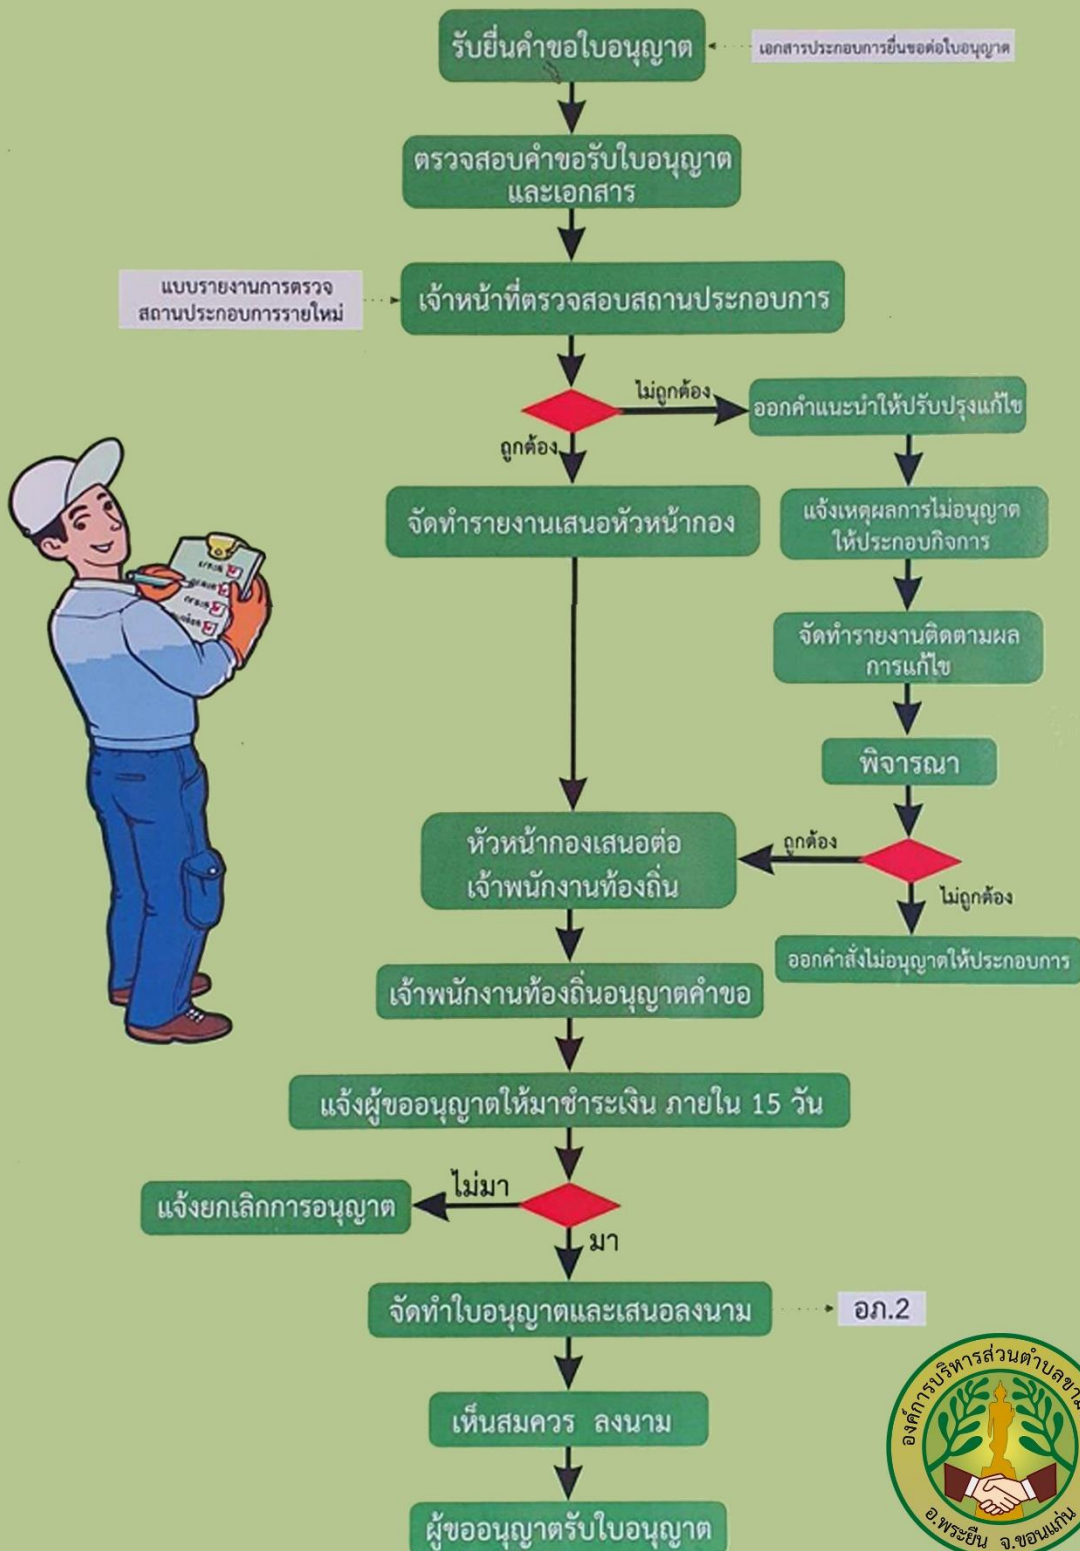 รับยื่นคำขอใบอนุญาต
เอกสารประกอบการยื่นขอต่อใบอนุญาต
ตรวจสอบคำขอรับใบอนุญาต
และเอกสาร
แบบรายงานการตรวจ
สถานประกอบการรายใหม่
เจ้าหน้าที่ตรวจสอบสถานประกอบการ
ไม่ถูกต้อง
ออกคำแนะนำให้ปรับปรุงแก้ไข
ถูกต้อง
จัดทำรายงานเสนอหัวหน้ากอง
แจ้งเหตุผลการไม่อนุญาต
ให้ประกอบกิจการ
จัดทำรายงานติดตามผล
การแก้ไข
พิจารณา
หัวหน้ากองเสนอต่อ
เจ้าพนักงานท้องถิ่น
ถูกต้อง
ไม่ถูกต้อง
ออกคำสั่งไม่อนุญาตให้ประกอบการ
เจ้าพนักงานท้องถิ่นอนุญาตคำขอ
แจ้งผู้ขออนุญาตให้มาชำระเงิน ภายใน 15 วัน
ไม่มา
แจ้งยกเลิกการอนุญาต
มา
จัดทำใบอนุญาตและเสนอลงนาม
อภ.2
เห็นสมควร ลงนาม
ผู้ขออนุญาตรับใบอนุญาต
องค์การบริหารส่วนตำบลขาม
อ.พระยืน จ.ขอนแก่น